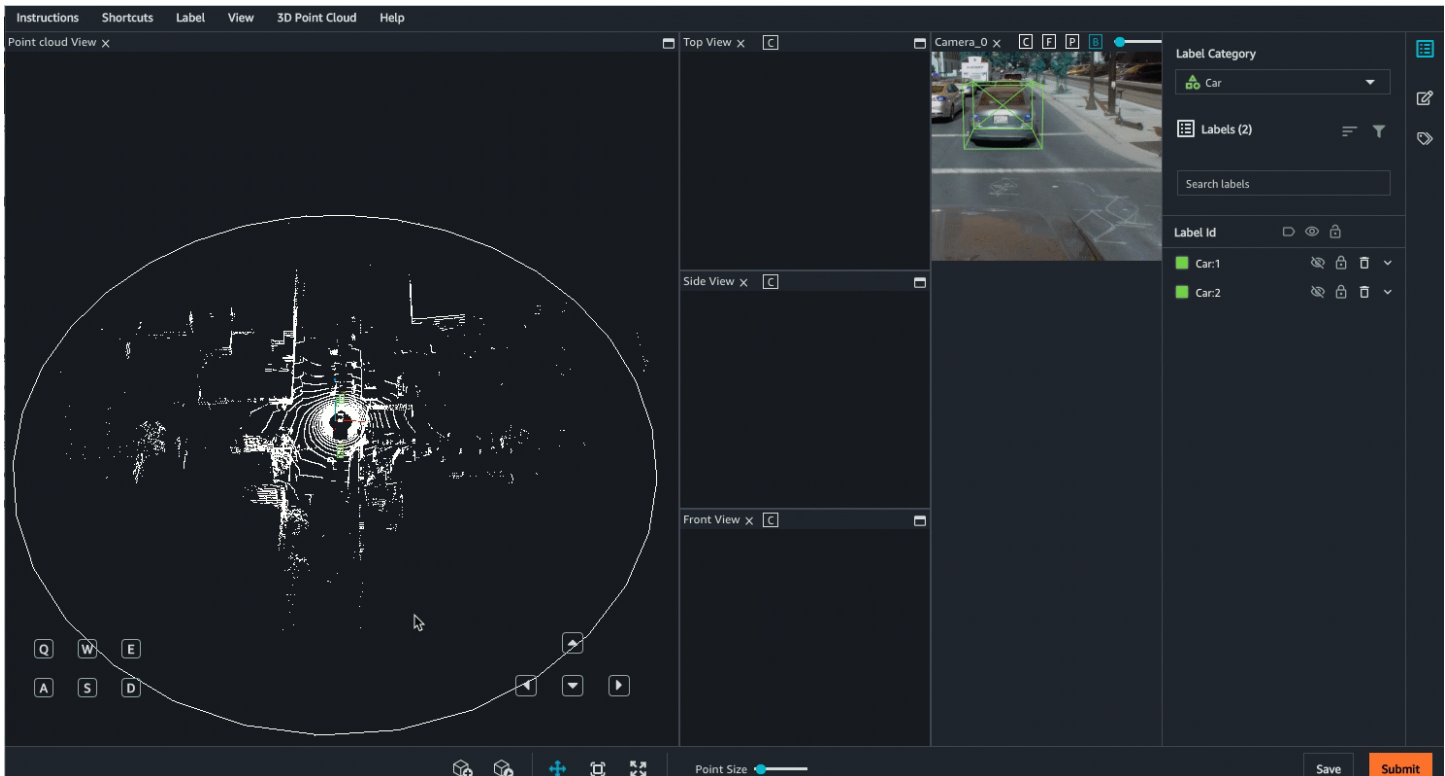 Instructions Shortcuts Label View 3D Point Cloud Help
Point cloud View x
Top View x C
Side View x C
Front View x C
Camera_0 x C F P B
Label Category
Car
Labels (2)
Search labels
Label Id
Car:1
Car:2
Q W E
A S D
Point Size
Save Submit